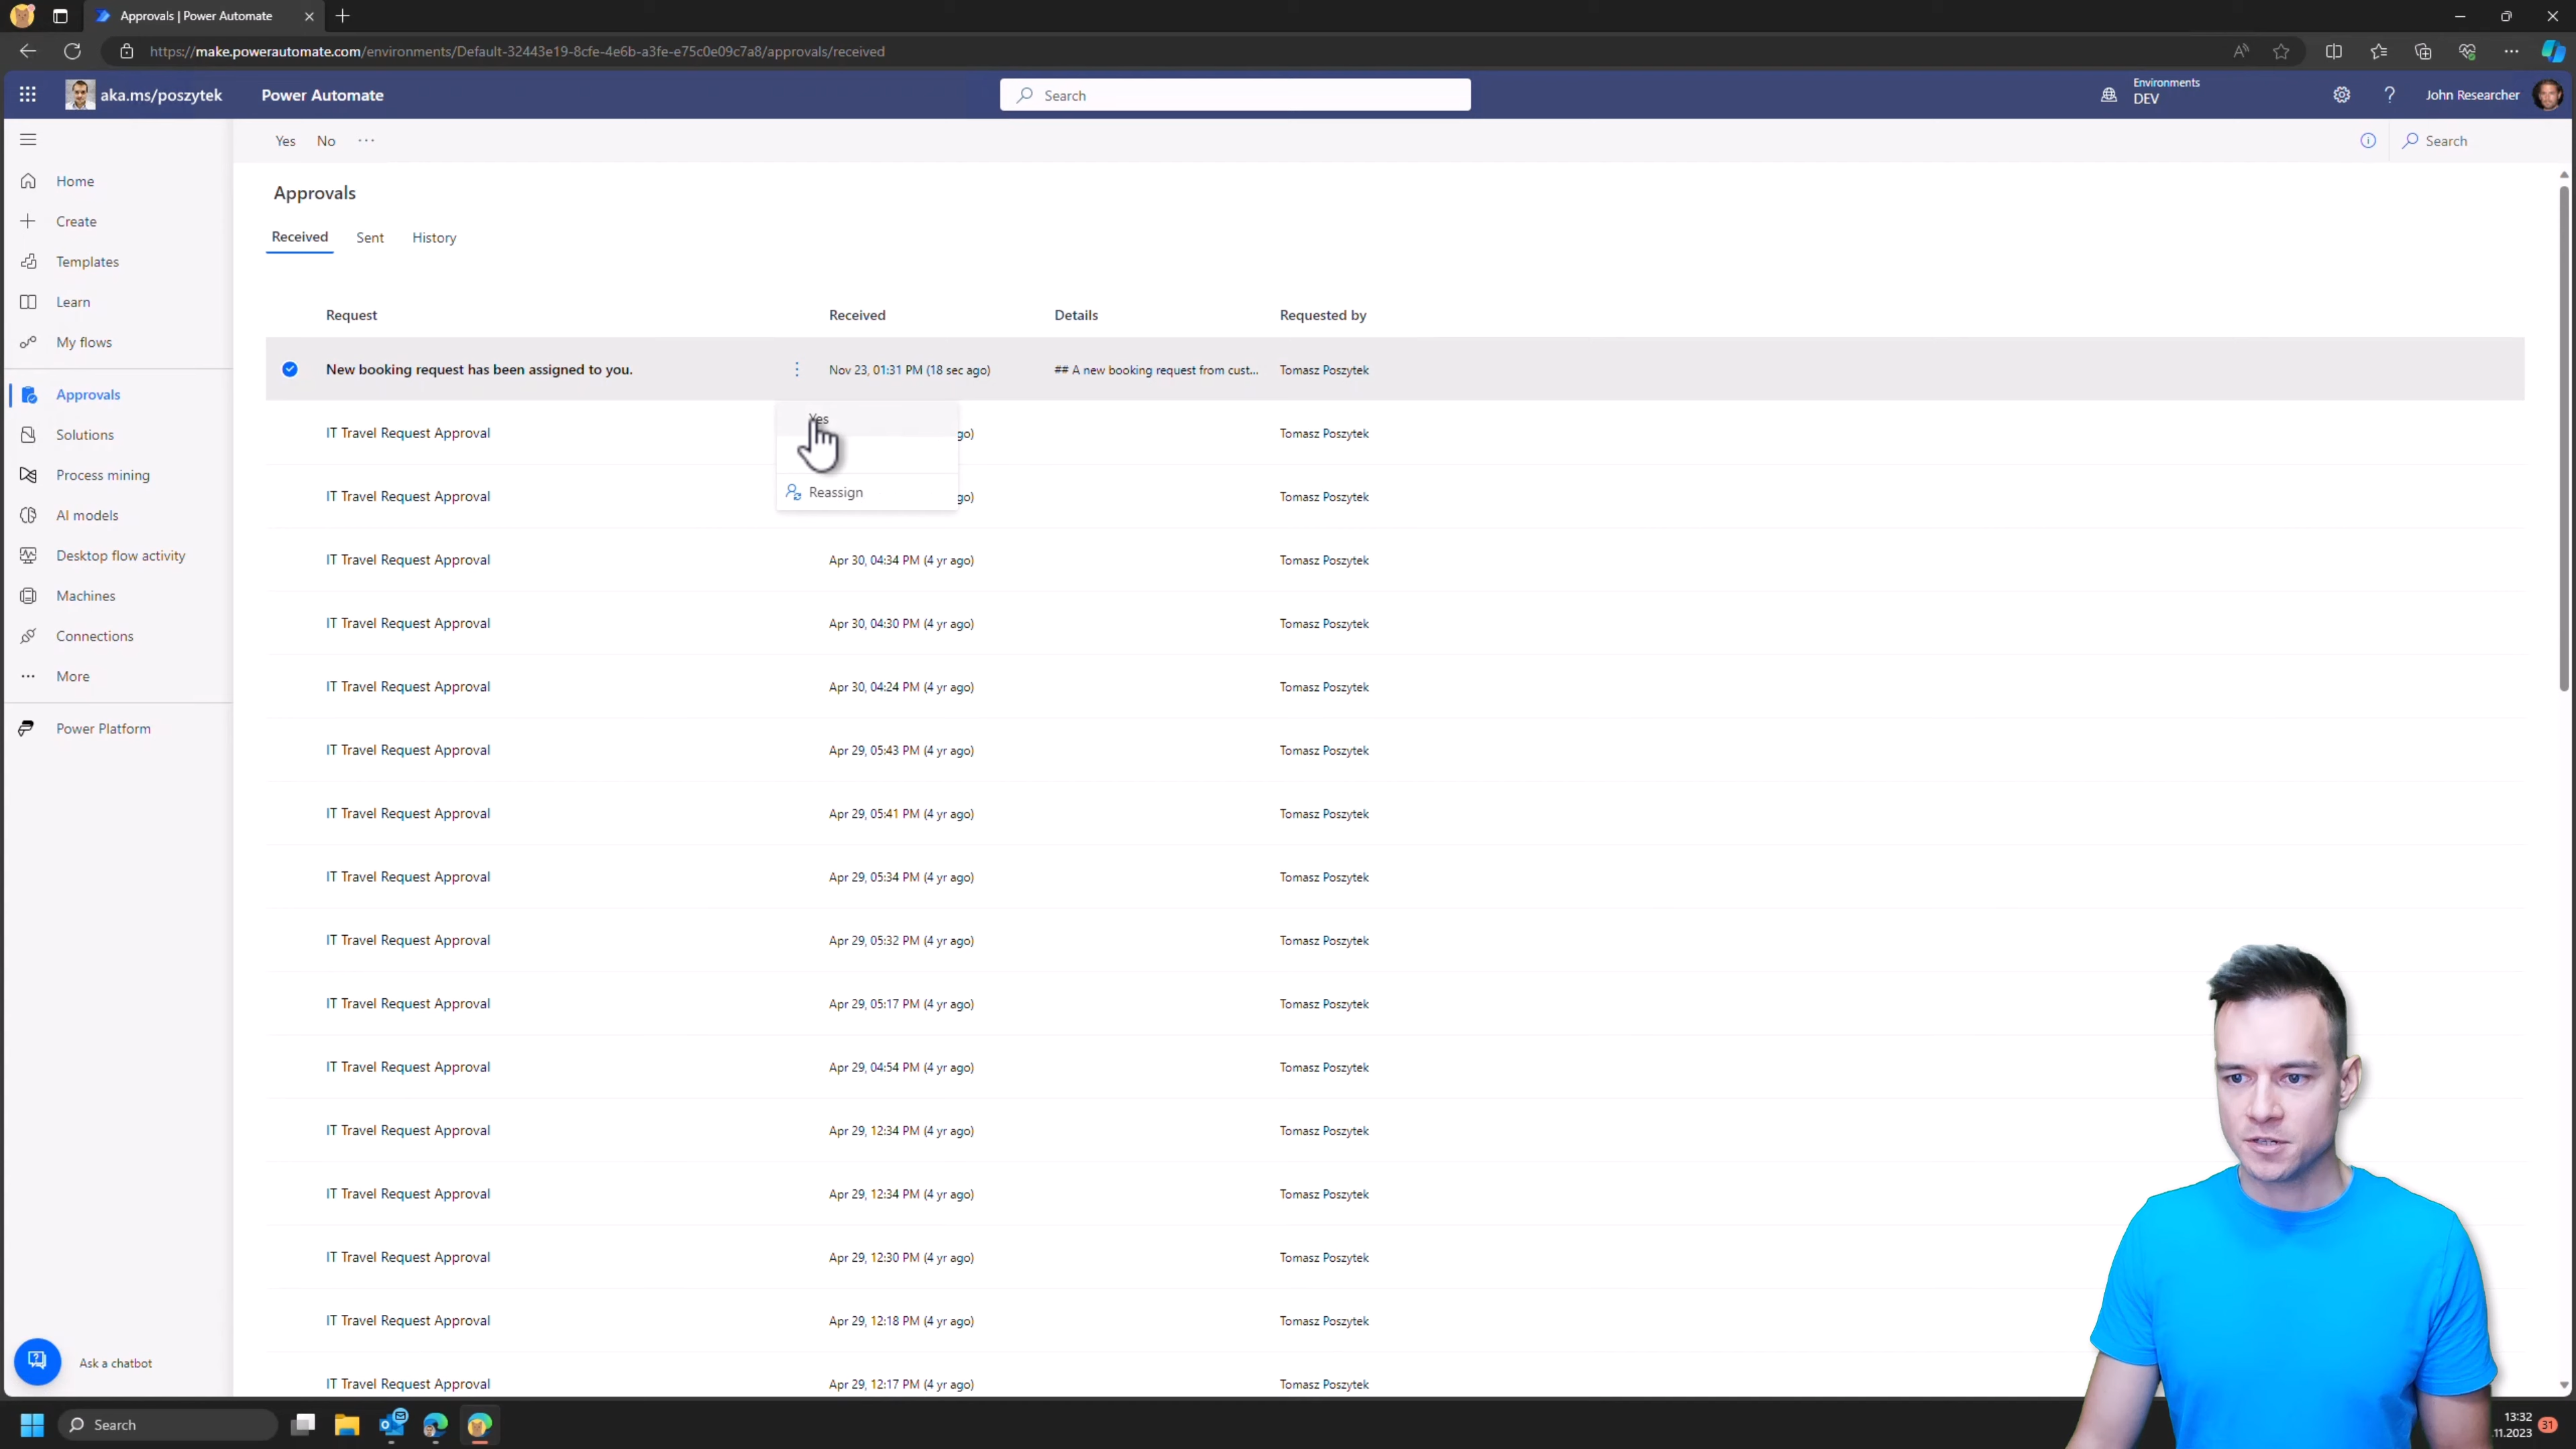 Approvals | Power Automate
https://make.powerautomate.com/environments/Default-32443e19-8cfe-4e6b-a3fe-e75c0e09c7a8/approvals/received
aka.ms/poszytek Power Automate Search Environments DEV John Researcher
Yes No ··· Search
Home
Create
Templates
Learn
My flows
Approvals
Solutions
Process mining
AI models
Desktop flow activity
Machines
Connections
More
Power Platform
Ask a chatbot
Approvals
Received Sent History
Request Received Details Requested by
New booking request has been assigned to you. Nov 23, 01:31 PM (18 sec ago) ## A new booking request from cust... Tomasz Poszytek
Yes
Reassign
IT Travel Request Approval go) Tomasz Poszytek
IT Travel Request Approval go) Tomasz Poszytek
IT Travel Request Approval Apr 30, 04:34 PM (4 yr ago) Tomasz Poszytek
IT Travel Request Approval Apr 30, 04:30 PM (4 yr ago) Tomasz Poszytek
IT Travel Request Approval Apr 30, 04:24 PM (4 yr ago) Tomasz Poszytek
IT Travel Request Approval Apr 29, 05:43 PM (4 yr ago) Tomasz Poszytek
IT Travel Request Approval Apr 29, 05:41 PM (4 yr ago) Tomasz Poszytek
IT Travel Request Approval Apr 29, 05:34 PM (4 yr ago) Tomasz Poszytek
IT Travel Request Approval Apr 29, 05:32 PM (4 yr ago) Tomasz Poszytek
IT Travel Request Approval Apr 29, 05:17 PM (4 yr ago) Tomasz Poszytek
IT Travel Request Approval Apr 29, 04:54 PM (4 yr ago) Tomasz Poszytek
IT Travel Request Approval Apr 29, 12:34 PM (4 yr ago) Tomasz Poszytek
IT Travel Request Approval Apr 29, 12:34 PM (4 yr ago) Tomasz Poszytek
IT Travel Request Approval Apr 29, 12:30 PM (4 yr ago) Tomasz Poszytek
IT Travel Request Approval Apr 29, 12:18 PM (4 yr ago) Tomasz Poszytek
IT Travel Request Approval Apr 29, 12:17 PM (4 yr ago) Tomasz Poszytek
Search
13:32
.11.2023
31